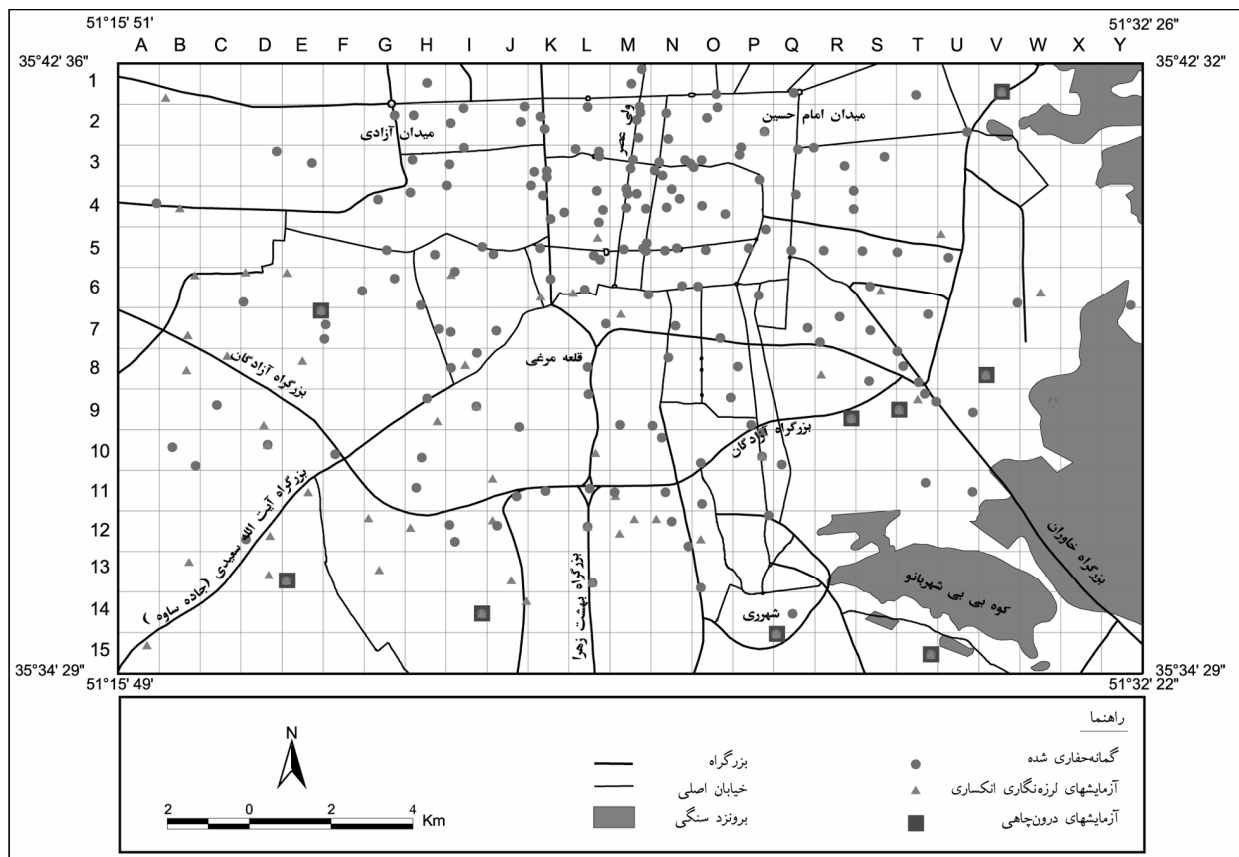 51°15' 51"
51°32' 26"
A B C D E F G H I J K L M N O P Q R S T U V W X Y
35°42' 36"
35°42' 32"
1
2
3
4
5
6
7
8
9
10
11
12
13
14
15
میدان آزادی
ولی عصر
میدان امام حسین
قلعه مرغی
بزرگراه آزادگان
بزرگراه آزادگان
بزرگراه آیت الله سعیدی (جاده ساوه)
بزرگراه بهشت زهرا
شهرری
کوه بی بی شهربانو
بزرگراه خاوران
35°34' 29"
35°34' 29"
51°15' 49"
51°32' 22"
راهنما
گمانه‌حفاری شده
آزمایشهای لرزه‌نگاری انکساری
آزمایشهای درون‌چاهی
بزرگراه
خیابان اصلی
برونزد سنگی
N
2 0 2 4
Km